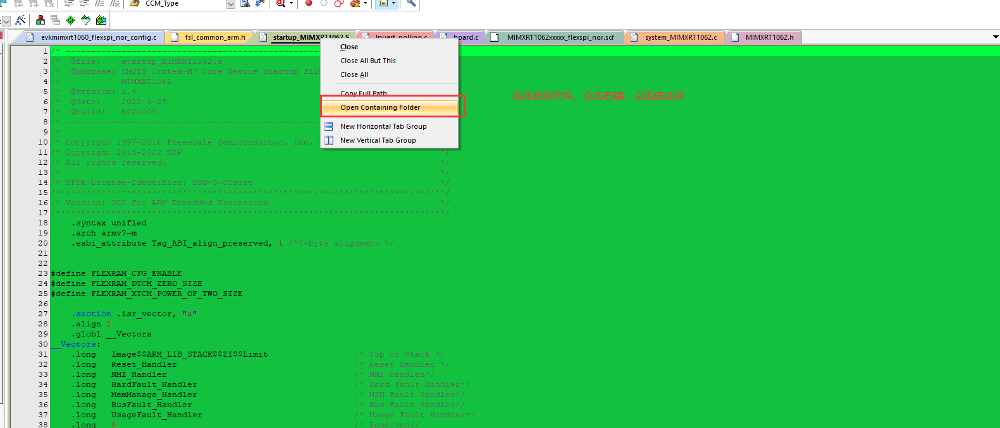 CCM_Type
evkmimxrt1060_flexspi_nor_config.c
fsl_common_arm.h
startup_MIMXRT1062.S
lpuart_polling.c
board.c
MIMXRT1062xxxxx_flexspi_nor.scf
system_MIMXRT1062.c
MIMXRT1062.h
Close
Close All But This
Close All
Copy Full Path
Open Containing Folder
New Horizontal Tab Group
New Vertical Tab Group
选择启动文件，点击右键，点击该选项
1 /* ---
2 /* @file: startup_MIMXRT1062.s
3 /* @purpose: CMSIS Cortex-M7 Core Device Startup Fil
4 /* MIMXRT1062
5 /* @version: 1.4
6 /* @date: 2022-3-25
7 /* @build: b221009
8 /* ---
9 /*
10 /* Copyright 1997-2016 Freescale Semiconductor, Inc.
11 /* Copyright 2016-2022 NXP */
12 /* All rights reserved. */
13 /* */
14 /* SPDX-License-Identifier: BSD-3-Clause */
15 /*****************************************************************************/
16 /* Version: GCC for ARM Embedded Processors */
17 /*****************************************************************************/
18 .syntax unified
19 .arch armv7-m
20 .eabi_attribute Tag_ABI_align_preserved, 1 /*8-byte alignment */
21
22
23 #define FLEXRAM_CFG_ENABLE
24 #define FLEXRAM_DTCM_ZERO_SIZE
25 #define FLEXRAM_XTCM_POWER_OF_TWO_SIZE
26
27 .section .isr_vector, "a"
28 .align 2
29 .globl __Vectors
30 __Vectors:
31 .long Image$$ARM_LIB_STACK$$ZI$$Limit /* Top of Stack */
32 .long Reset_Handler /* Reset Handler */
33 .long NMI_Handler /* NMI Handler*/
34 .long HardFault_Handler /* Hard Fault Handler*/
35 .long MemManage_Handler /* MPU Fault Handler*/
36 .long BusFault_Handler /* Bus Fault Handler*/
37 .long UsageFault_Handler /* Usage Fault Handler*/
38 .long 0 /* Reserved*/